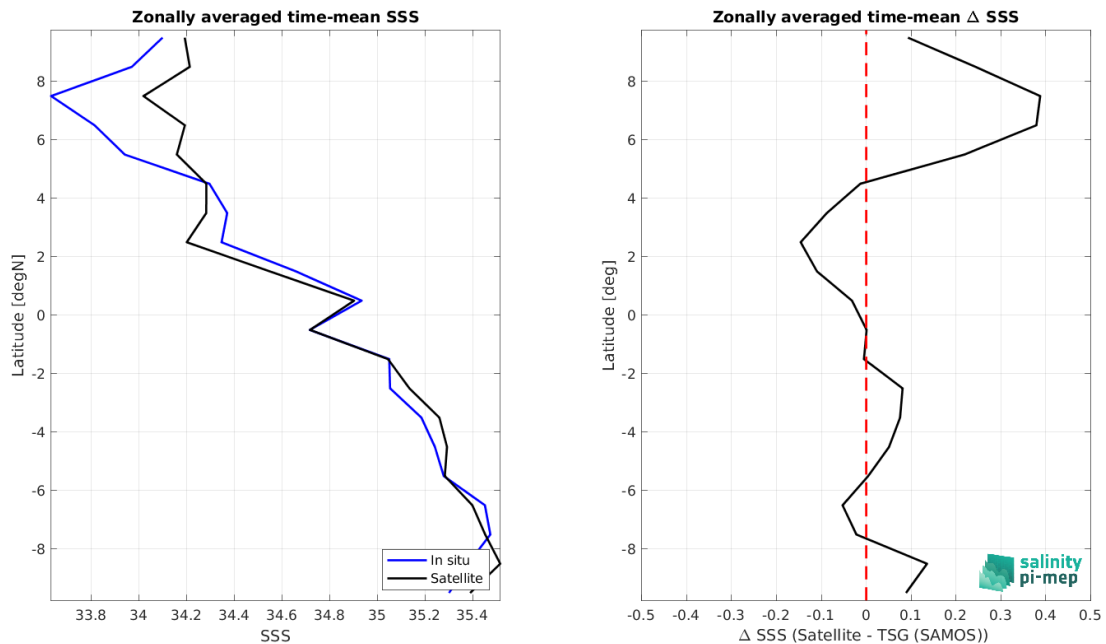 Zonally averaged time-mean SSS
Latitude [degN]
8
6
4
2
0
-2
-4
-6
-8
33.8 34 34.2 34.4 34.6 34.8 35 35.2 35.4
SSS
In situ
Satellite
Zonally averaged time-mean Δ SSS
Latitude [deg]
8
6
4
2
0
-2
-4
-6
-8
-0.5 -0.4 -0.3 -0.2 -0.1 0 0.1 0.2 0.3 0.4 0.5
Δ SSS (Satellite - TSG (SAMOS))
salinity
pi-mep